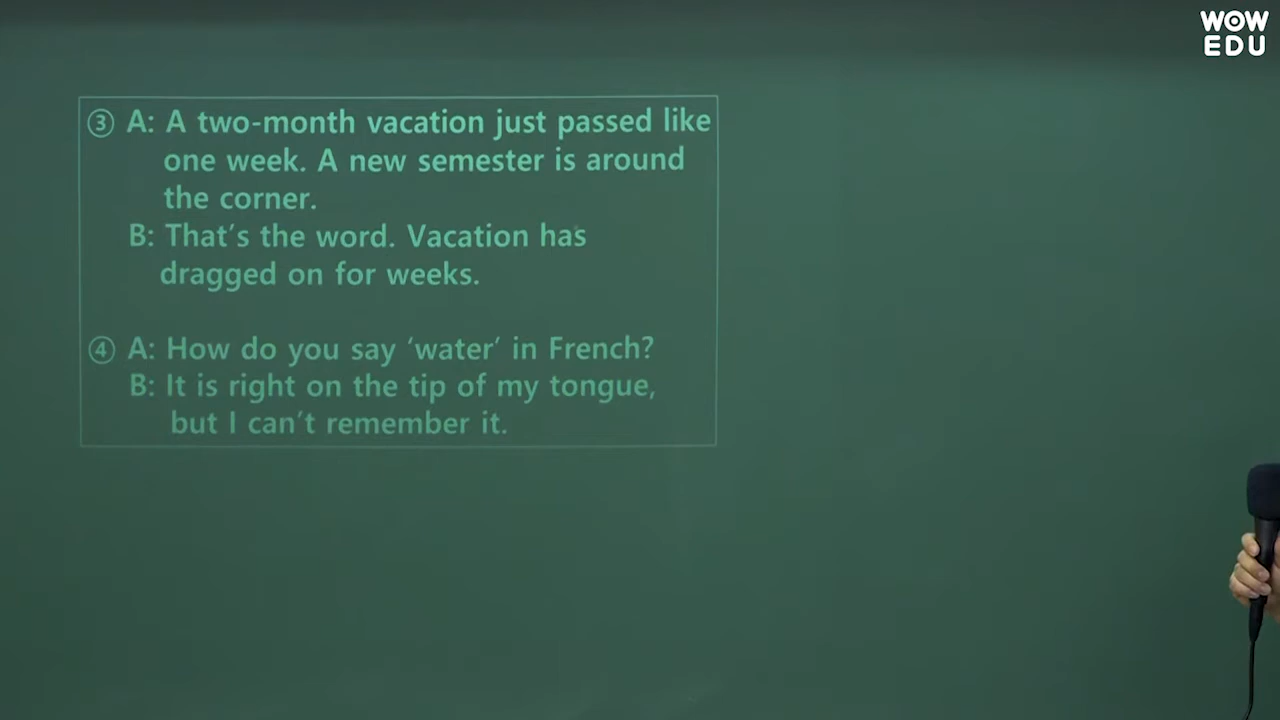 WOW
EDU
③ A: A two-month vacation just passed like
one week. A new semester is around
the corner.
B: That's the word. Vacation has
dragged on for weeks.
④ A: How do you say ‘water’ in French?
B: It is right on the tip of my tongue,
but I can't remember it.